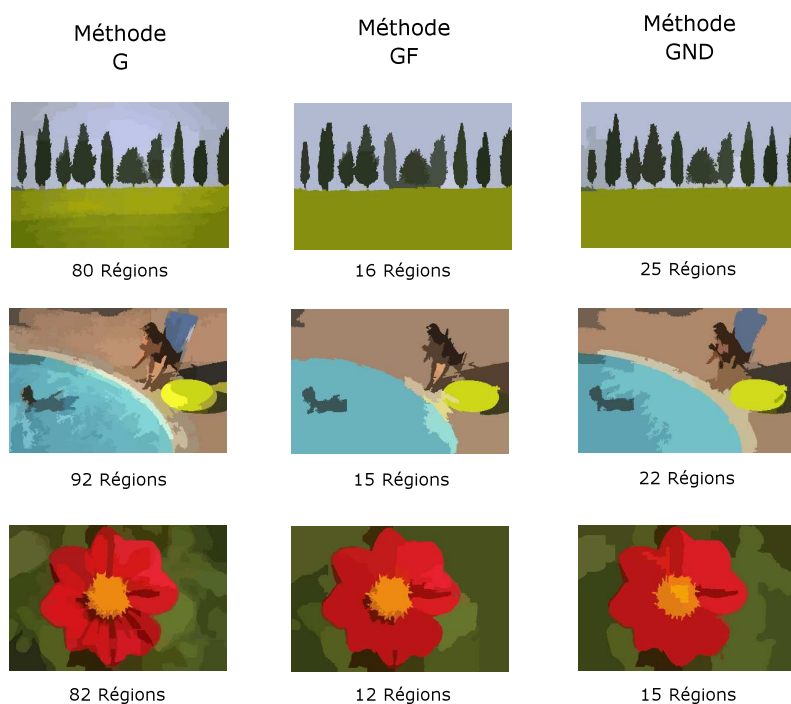 Méthode
G
Méthode
GF
Méthode
GND
80 Régions
16 Régions
25 Régions
92 Régions
15 Régions
22 Régions
82 Régions
12 Régions
15 Régions